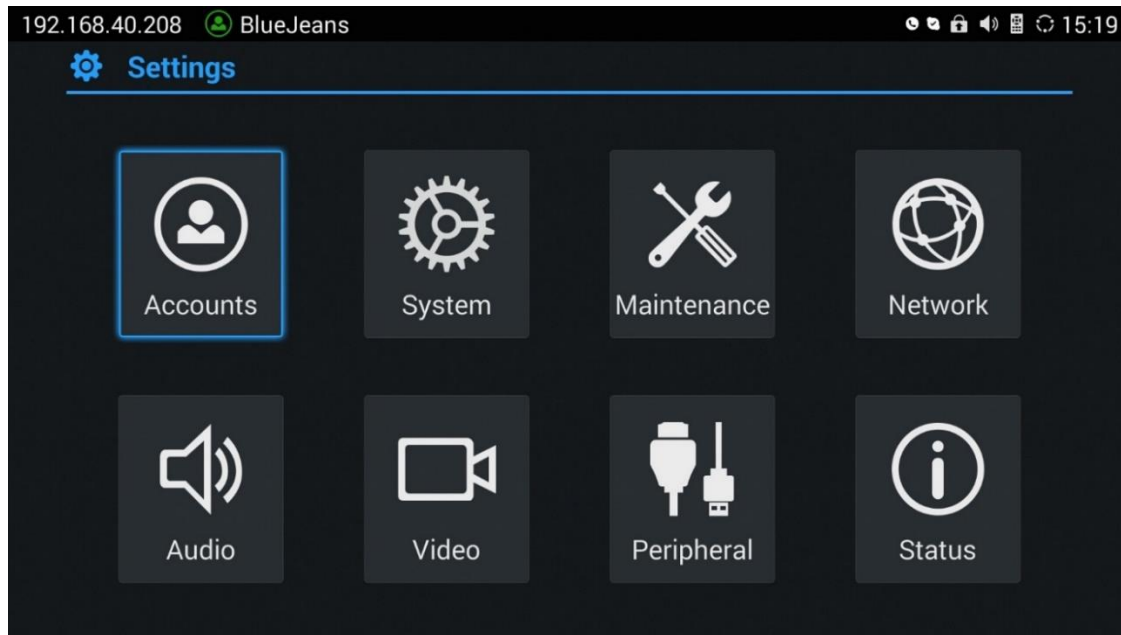 192.168.40.208 BlueJeans 15:19
Settings
Accounts System Maintenance Network
Audio Video Peripheral Status